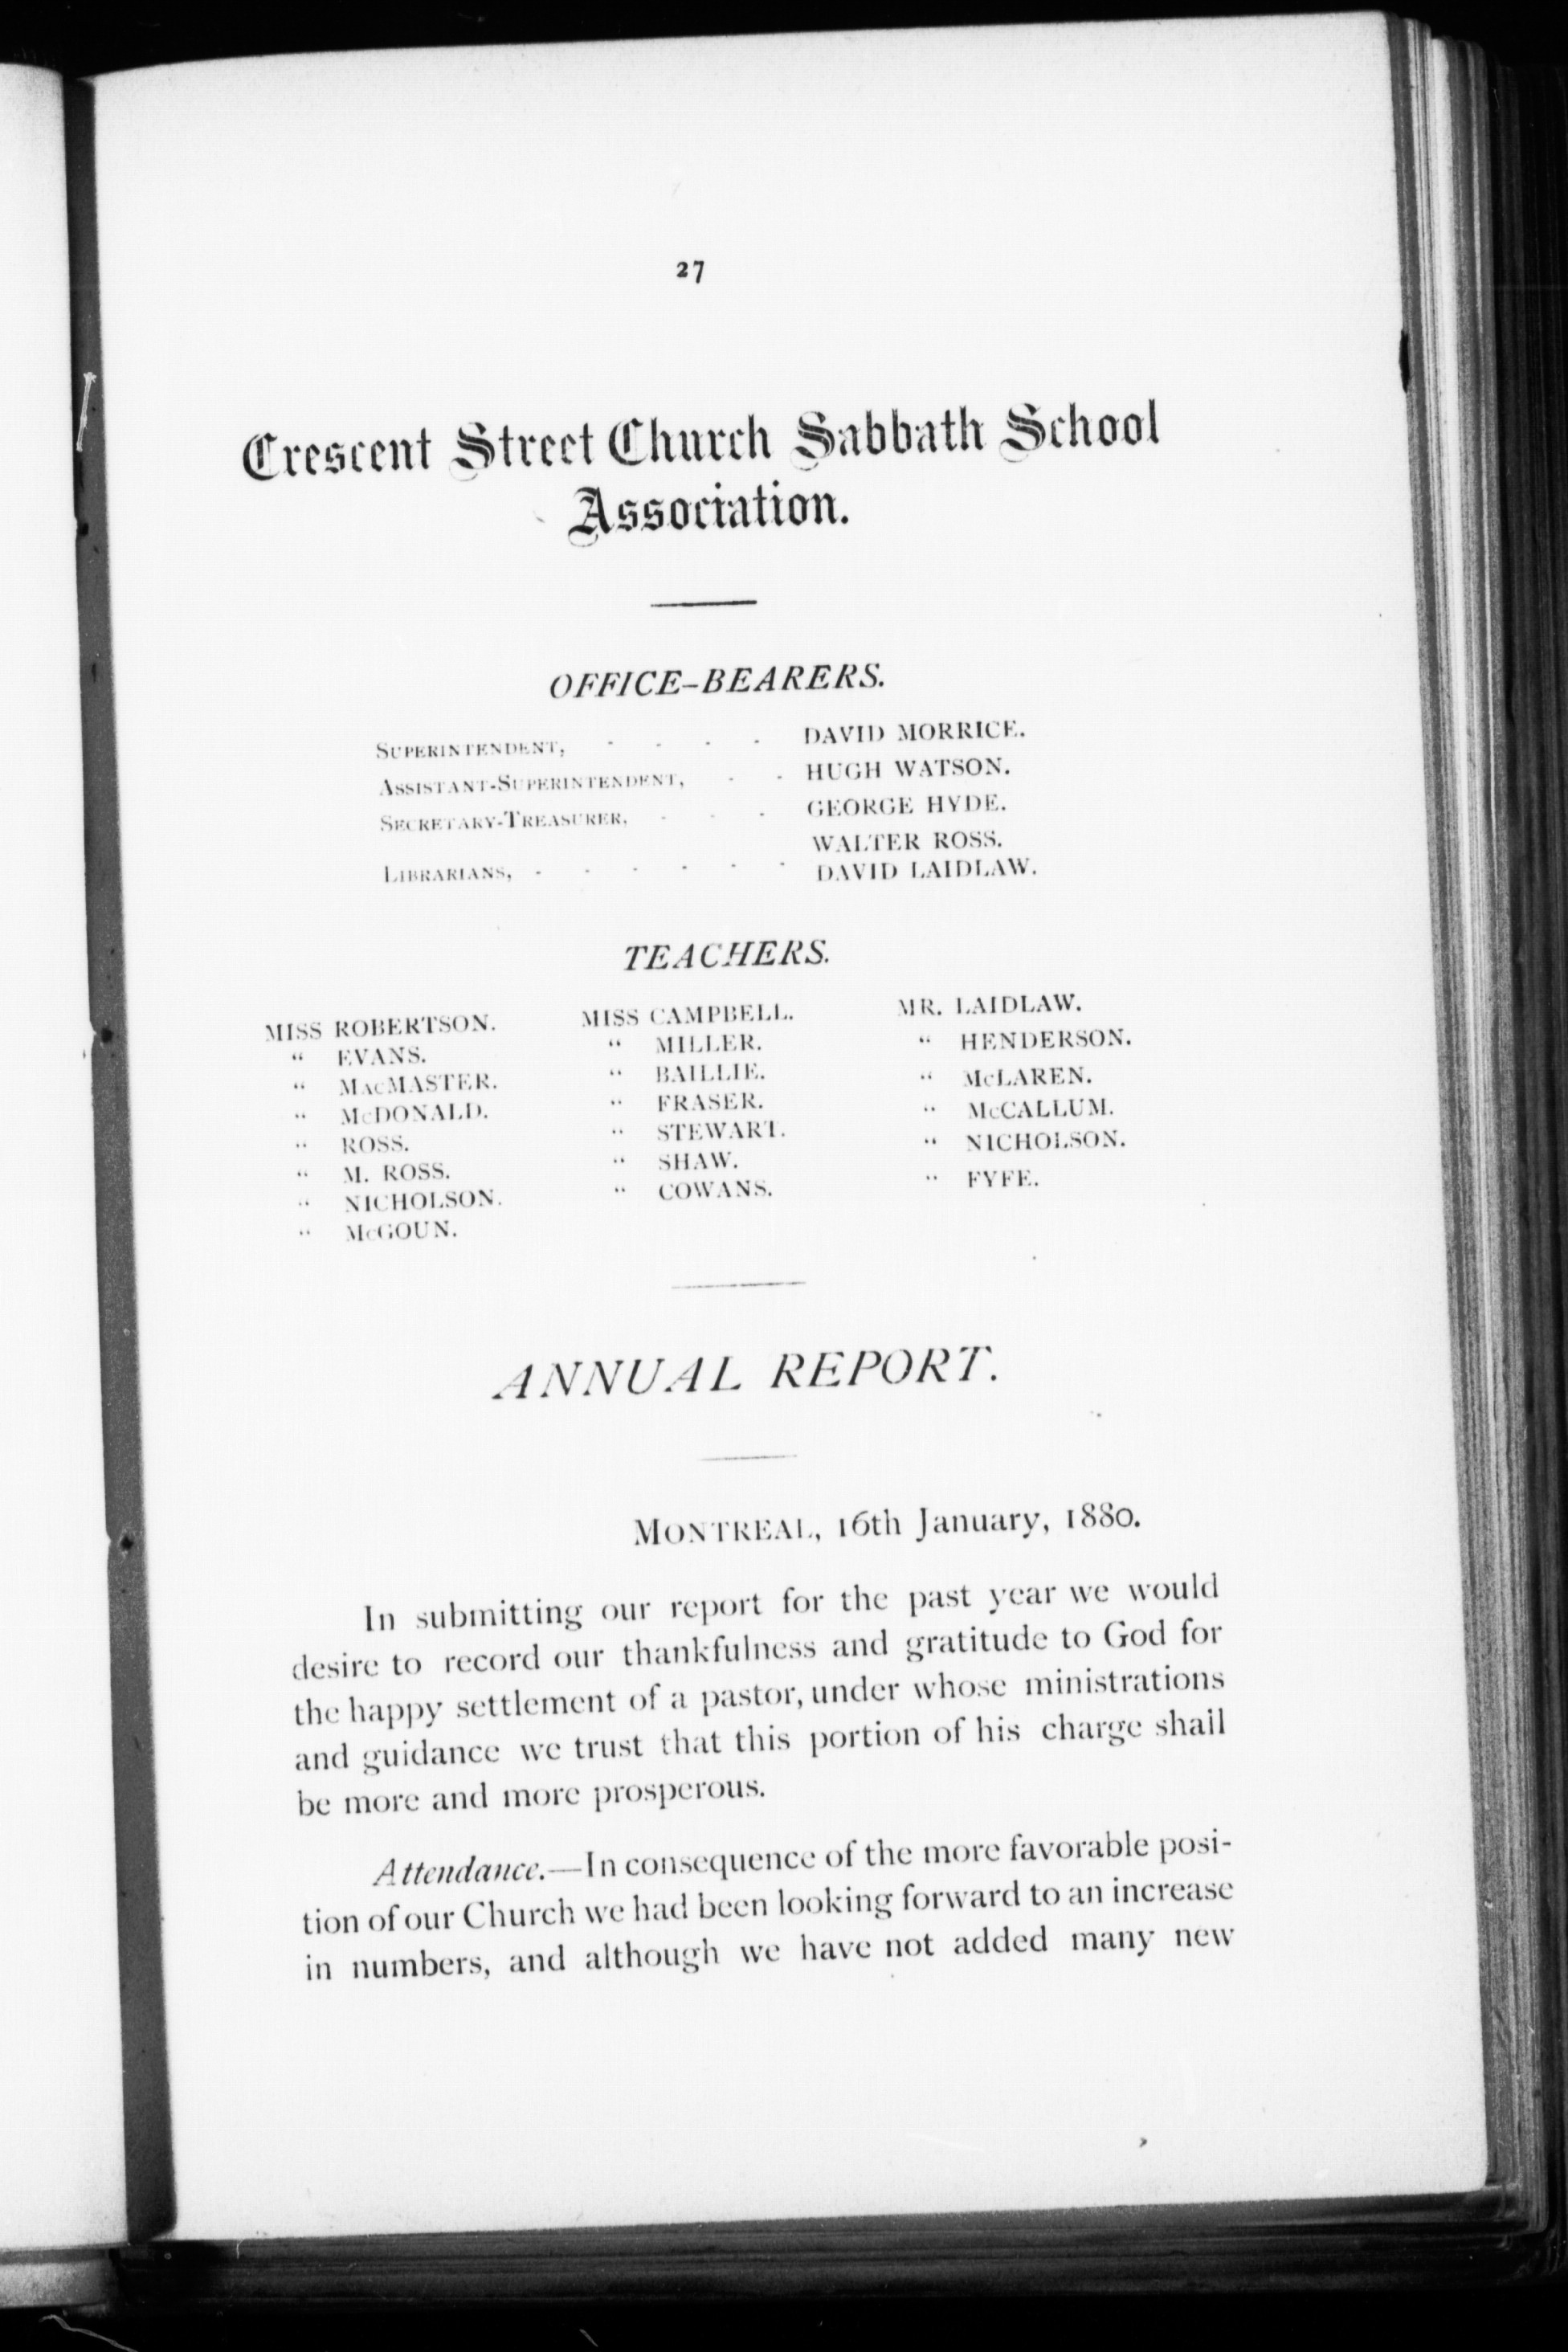 27
Crescent Street Church Sabbath School
Association.
OFFICE-BEARERS.
SUPERINTENDENT, - - - - DAVID MORRICE.
ASSISTANT-SUPERINTENDENT, - - HUGH WATSON.
SECRETARY-TREASURER, - - - GEORGE HYDE.
WALTER ROSS.
LIBRARIANS, - - - - - - DAVID LAIDLAW.
TEACHERS.
MISS ROBERTSON.
“ EVANS.
“ MACMASTER.
“ McDONALD.
“ ROSS.
“ M. ROSS.
“ NICHOLSON.
“ McGOUN.
MISS CAMPBELL.
“ MILLER.
“ BAILLIE.
“ FRASER.
“ STEWART.
“ SHAW.
“ COWANS.
MR. LAIDLAW.
“ HENDERSON.
“ McLAREN.
“ McCALLUM.
“ NICHOLSON.
“ FYFE.
ANNUAL REPORT.
MONTREAL, 16th January, 1880.
In submitting our report for the past year we would
desire to record our thankfulness and gratitude to God for
the happy settlement of a pastor, under whose ministrations
and guidance we trust that this portion of his charge shall
be more and more prosperous.
Attendance.—In consequence of the more favorable posi-
tion of our Church we had been looking forward to an increase
in numbers, and although we have not added many new